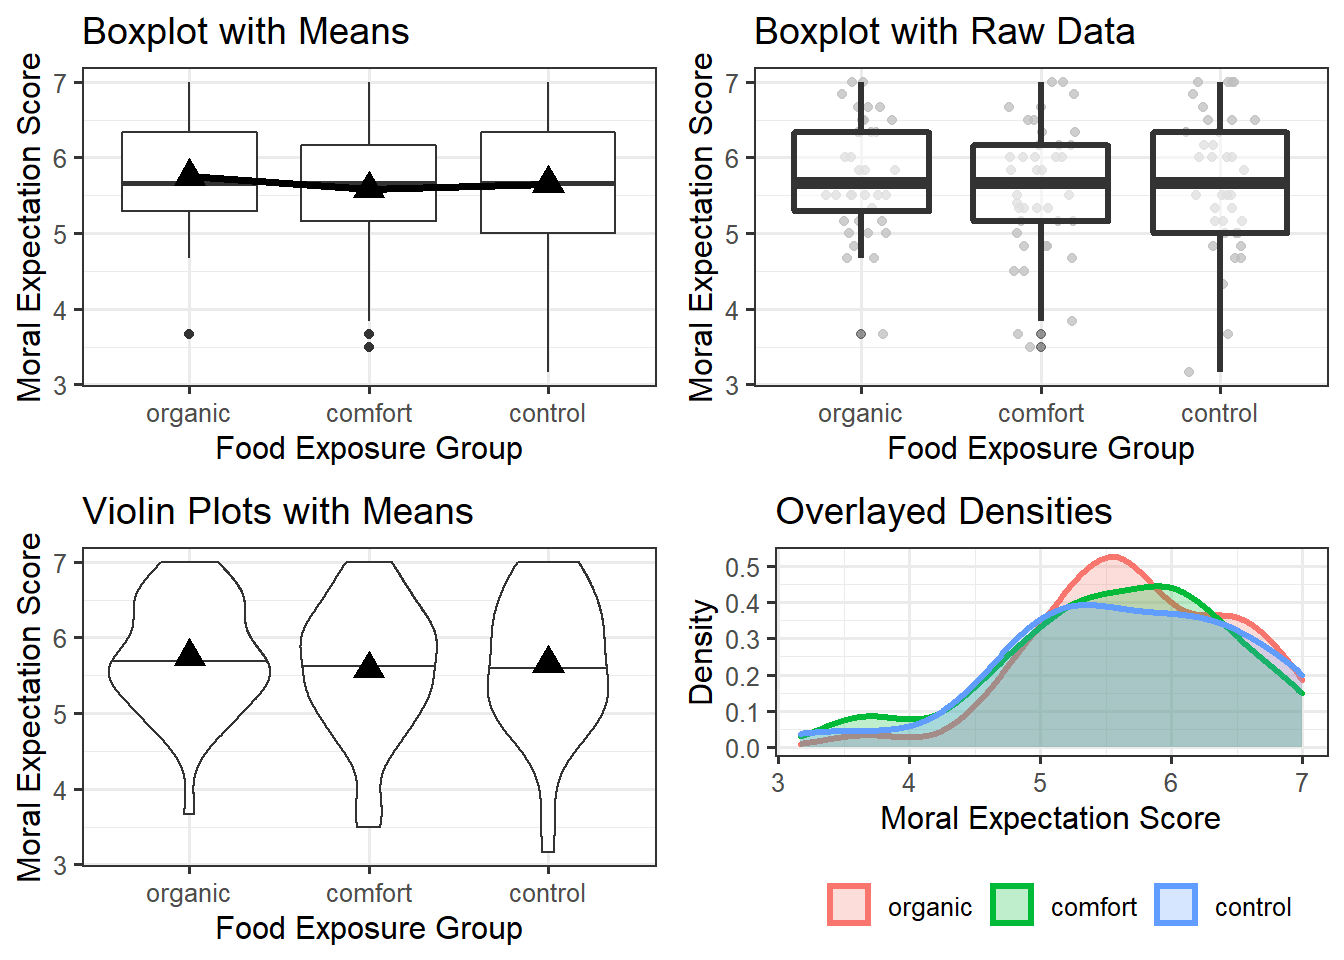 Boxplot with Means
Moral Expectation Score
7
6
5
4
3
organic comfort control
Food Exposure Group
Boxplot with Raw Data
Moral Expectation Score
7
6
5
4
3
organic comfort control
Food Exposure Group
Violin Plots with Means
Moral Expectation Score
7
6
5
4
3
organic comfort control
Food Exposure Group
Overlayed Densities
Density
0.5
0.4
0.3
0.2
0.1
0.0
3 4 5 6 7
Moral Expectation Score
organic comfort control